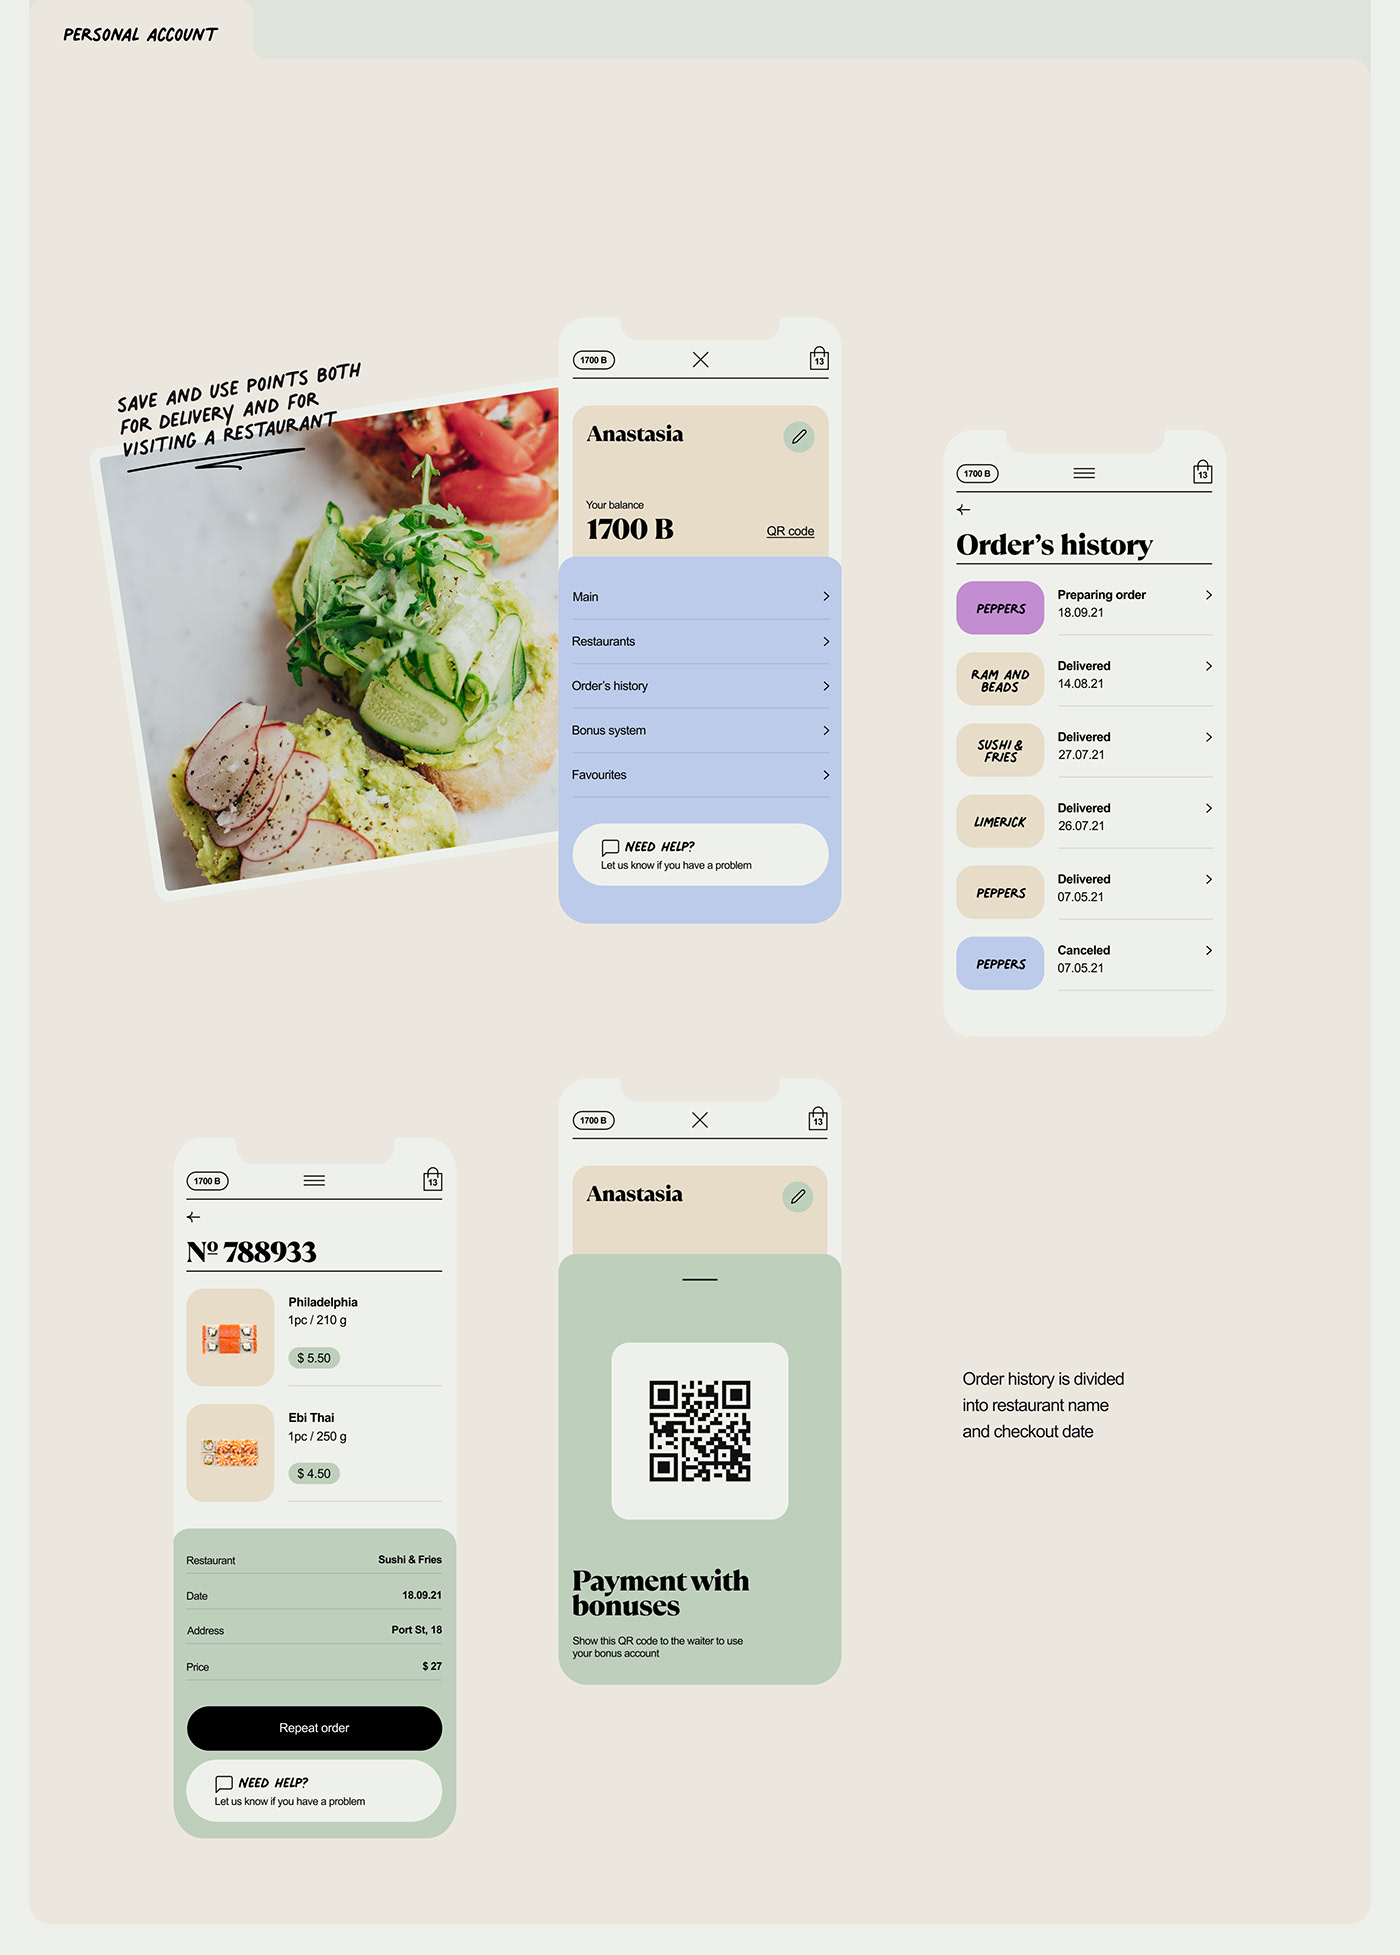 PERSONAL ACCOUNT
SAVE AND USE POINTS BOTH
FOR DELIVERY AND FOR
VISITING A RESTAURANT
1700 B
13
Anastasia
Your balance
1700 B
QR code
Main
Restaurants
Order's history
Bonus system
Favourites
NEED HELP?
Let us know if you have a problem
1700 B
13
Order's history
PEPPERS
Preparing order
18.09.21
RAM AND
BEADS
Delivered
14.08.21
SUSHI &
FRIES
Delivered
27.07.21
LIMERICK
Delivered
26.07.21
PEPPERS
Delivered
07.05.21
PEPPERS
Canceled
07.05.21
1700 B
13
Nº 788933
Philadelphia
1pc / 210 g
$ 5.50
Ebi Thai
1pc / 250 g
$ 4.50
Restaurant Sushi & Fries
Date 18.09.21
Address Port St, 18
Price $ 27
Repeat order
NEED HELP?
Let us know if you have a problem
1700 B
13
Anastasia
Payment with
bonuses
Show this QR code to the waiter to use
your bonus account
Order history is divided
into restaurant name
and checkout date